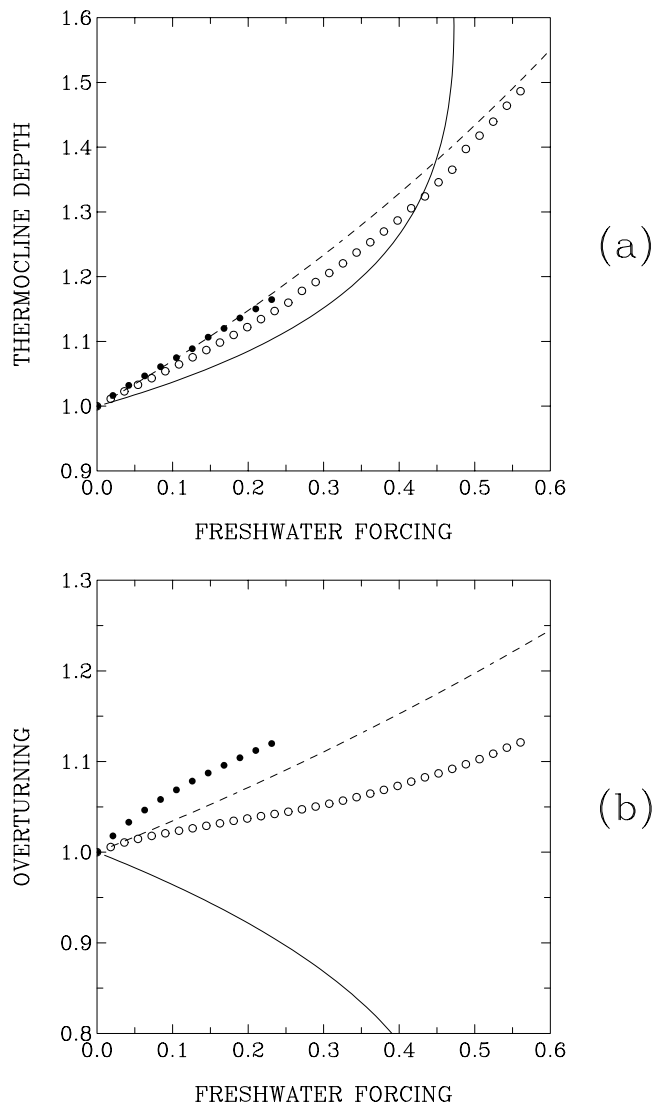 1.6
1.5
1.4
1.3
1.2
1.1
1.0
0.9
THERMOCLINE DEPTH
(a)
0.0 0.1 0.2 0.3 0.4 0.5 0.6
FRESHWATER FORCING
1.3
1.2
1.1
1.0
0.9
0.8
OVERTURNING
(b)
0.0 0.1 0.2 0.3 0.4 0.5 0.6
FRESHWATER FORCING